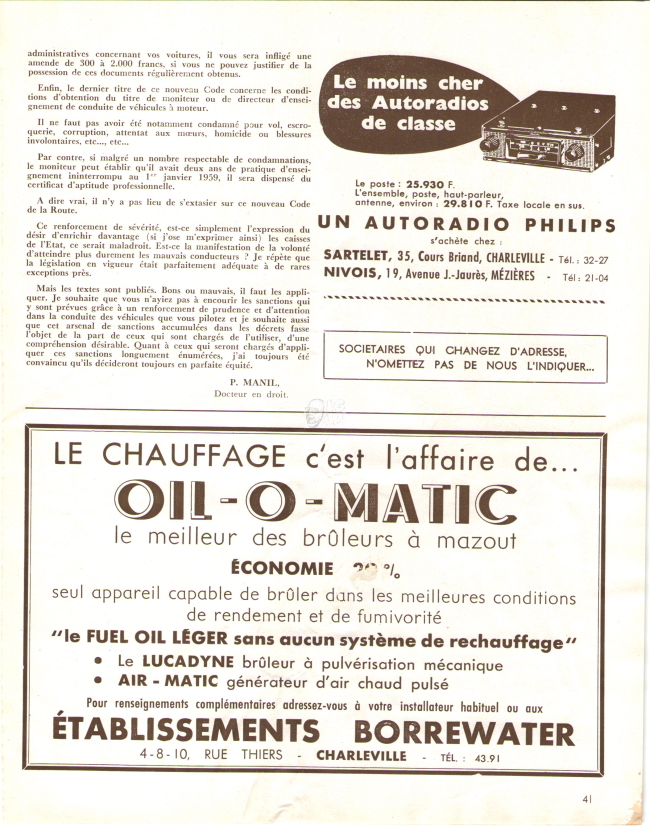 administratives concernant vos voitures, il vous sera infligé une
amende de 300 à 2.000 francs, si vous ne pouvez justifier de la
possession de ces documents régulièrement obtenus.
Enfin, le dernier titre de ce nouveau Code concerne les condi-
tions d'obtention du titre de moniteur ou de directeur d'ensei-
gnement de conduite de véhicules à moteur.
Il ne faut pas avoir été notamment condamné pour vol, escro-
querie, corruption, attentat aux mœurs, homicide ou blessures
involontaires, etc..., etc...
Par contre, si malgré un nombre respectable de condamnations,
le moniteur peut établir qu'il avait deux ans de pratique d'ensei-
gnement ininterrompu au 1er janvier 1959, il sera dispensé du
certificat d'aptitude professionnelle.
A dire vrai, il n'y a pas lieu de s'extasier sur ce nouveau Code
de la Route.
Ce renforcement de sévérité, est-ce simplement l'expression du
désir d'enrichir davantage (si j'ose m'exprimer ainsi) les caisses
de l'Etat, ce serait maladroit. Est-ce la manifestation de la volonté
d'atteindre plus durement les mauvais conducteurs ? Je répète que
la législation en vigueur était parfaitement adéquate à de rares
exceptions près.
Mais les textes sont publiés. Bons ou mauvais, il faut les appli-
quer. Je souhaite que vous n'ayiez pas à encourir les sanctions qui
y sont prévues grâce à un renforcement de prudence et d'attention
dans la conduite des véhicules que vous pilotez et je souhaite aussi
que cet arsenal de sanctions accumulées dans les décrets fasse
l'objet de la part de ceux qui sont chargés de l'utiliser, d'une
compréhension désirable. Quant à ceux qui seront chargés d'appli-
quer ces sanctions longuement énumérées, j'ai toujours été
convaincu qu'ils décideront toujours en parfaite équité.
P. MANIL,
Docteur en droit.
Le moins cher
des Autoradios
de classe
Le poste : 25.930 F.
L'ensemble, poste, haut-parleur,
antenne, environ : 29.810 F. Taxe locale en sus.
UN AUTORADIO PHILIPS
s'achète chez :
SARTELET, 35, Cours Briand, CHARLEVILLE - Tél. : 32-27
NIVOIS, 19, Avenue J.-Jaurès, MÉZIÈRES - Tél : 21-04
SOCIETAIRES QUI CHANGEZ D'ADRESSE,
N'OMETTEZ PAS DE NOUS L'INDIQUER...
LE CHAUFFAGE c'est l'affaire de...
OIL-O-MATIC
le meilleur des brûleurs à mazout
ÉCONOMIE %
seul appareil capable de brûler dans les meilleures conditions
de rendement et de fumivorité
"le FUEL OIL LÉGER sans aucun système de rechauffage"
• Le LUCADYNE brûleur à pulvérisation mécanique
• AIR - MATIC générateur d'air chaud pulsé
Pour renseignements complémentaires adressez-vous à votre installateur habituel ou aux
ÉTABLISSEMENTS BORREWATER
4-8-10, RUE THIERS - CHARLEVILLE - TÉL. : 43.91
41